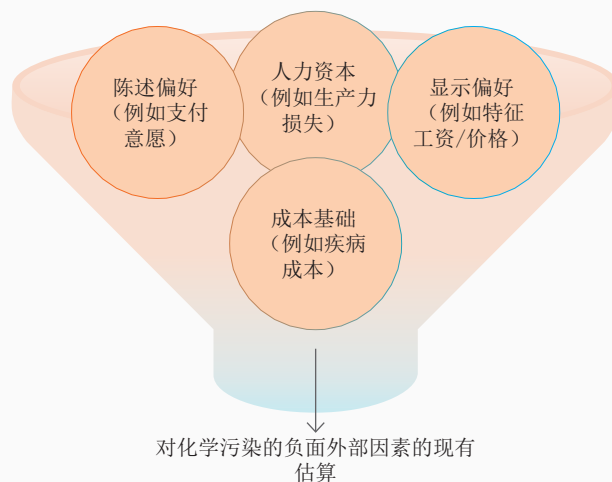 陈述偏好
（例如支付
意愿）
人力资本
（例如生产力
损失）
显示偏好
（例如特征
工资/价格）
成本基础
（例如疾病
成本）
对化学污染的负面外部因素的现有
估算